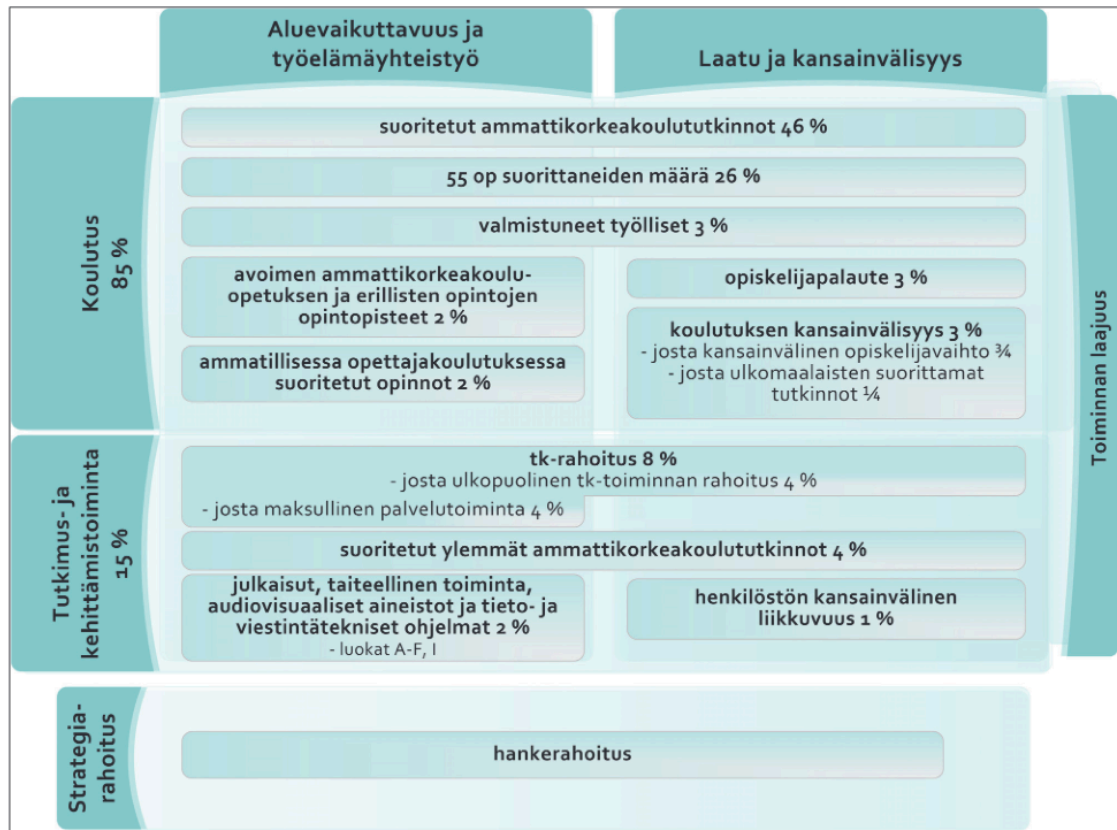 Aluevaikuttavuus ja
työelämäyhteistyö
Laatu ja kansainvälisyys
Koulutus
85 %
suoritetut ammattikorkeakoulututkinnot 46 %
55 op suorittaneiden määrä 26 %
valmistuneet työlliset 3 %
avoimen ammattikorkeakoulu-
opetuksen ja erillisten opintojen
opintopisteet 2 %
ammatillisessa opettajakoulutuksessa
suoritetut opinnot 2 %
opiskelijapalaute 3 %
koulutuksen kansainvälisyys 3 %
- josta kansainvälinen opiskelijavaihto ¾
- josta ulkomaalaisten suorittamat
tutkinnot ¼
Toiminnan laajuus
Tutkimus- ja
kehittämistoiminta
15 %
tk-rahoitus 8 %
- josta ulkopuolinen tk-toiminnan rahoitus 4 %
- josta maksullinen palvelutoiminta 4 %
suoritetut ylemmät ammattikorkeakoulututkinnot 4 %
julkaisut, taiteellinen toiminta,
audiovisuaaliset aineistot ja tieto- ja
viestintätekniset ohjelmat 2 %
- luokat A-F, I
henkilöstön kansainvälinen
liikkuvuus 1 %
Strategia-
rahoitus
hankerahoitus